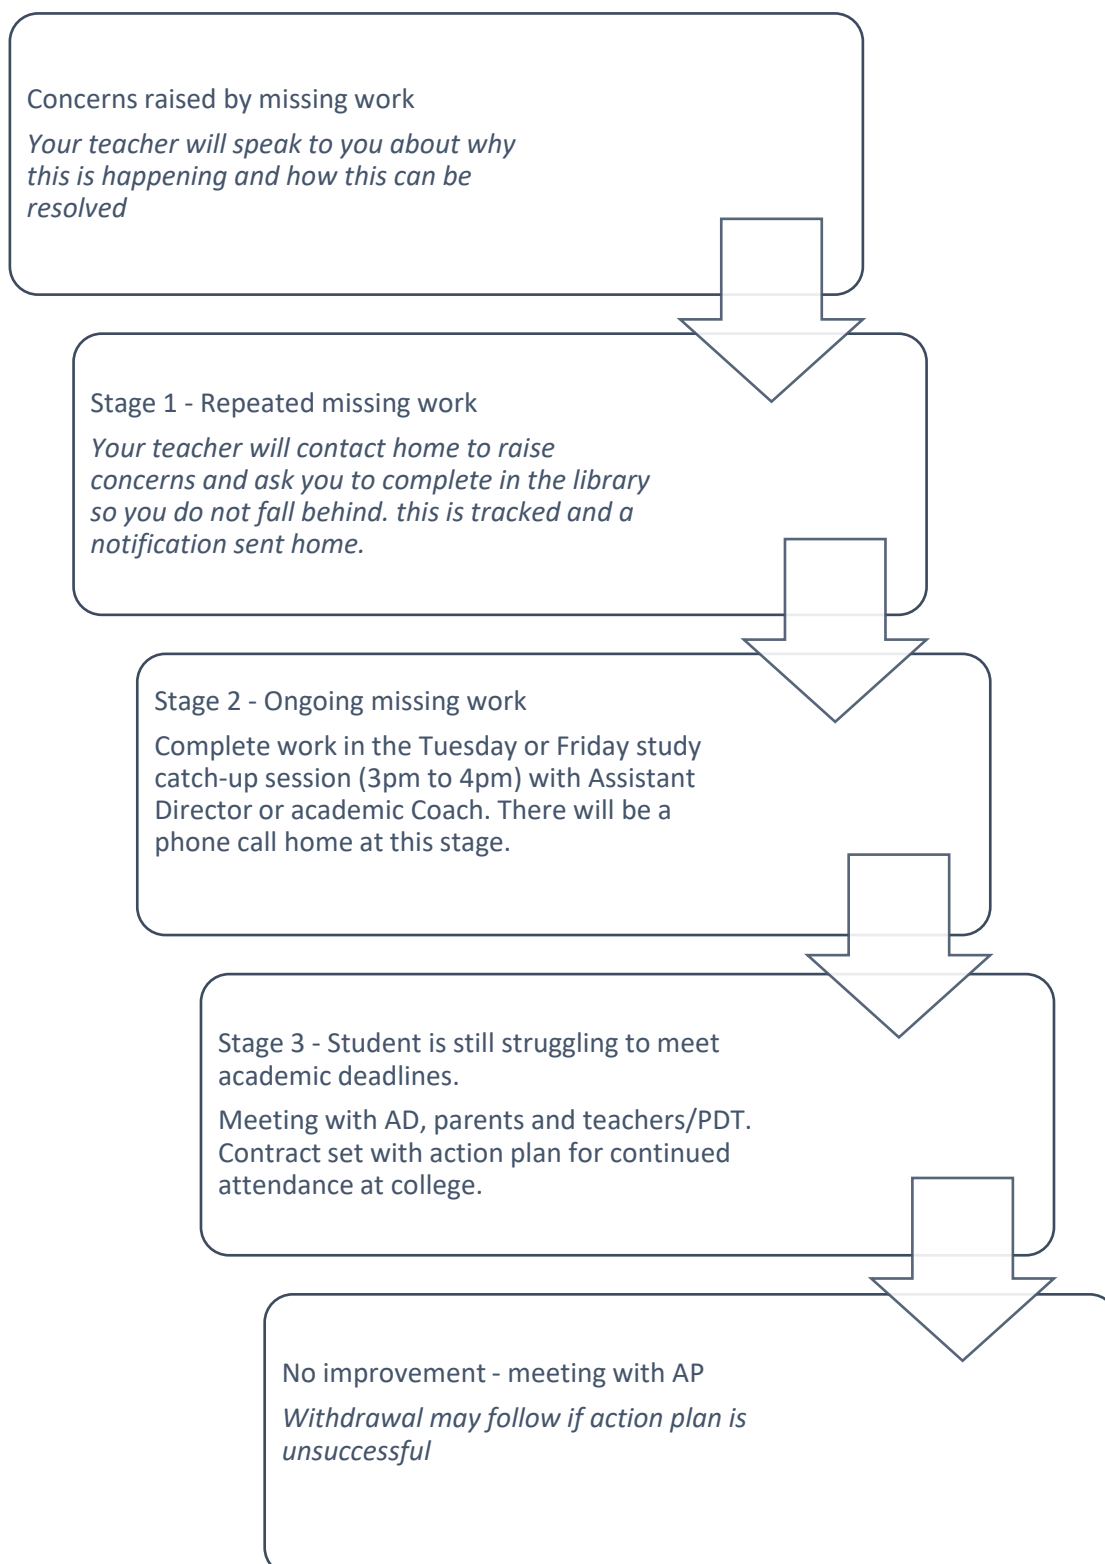 Concerns raised by missing work
Your teacher will speak to you about why
this is happening and how this can be
resolved
Stage 1 - Repeated missing work
Your teacher will contact home to raise
concerns and ask you to complete in the library
so you do not fall behind. this is tracked and a
notification sent home.
Stage 2 - Ongoing missing work
Complete work in the Tuesday or Friday study
catch-up session (3pm to 4pm) with Assistant
Director or academic Coach. There will be a
phone call home at this stage.
Stage 3 - Student is still struggling to meet
academic deadlines.
Meeting with AD, parents and teachers/PDT.
Contract set with action plan for continued
attendance at college.
No improvement - meeting with AP
Withdrawal may follow if action plan is
unsuccessful